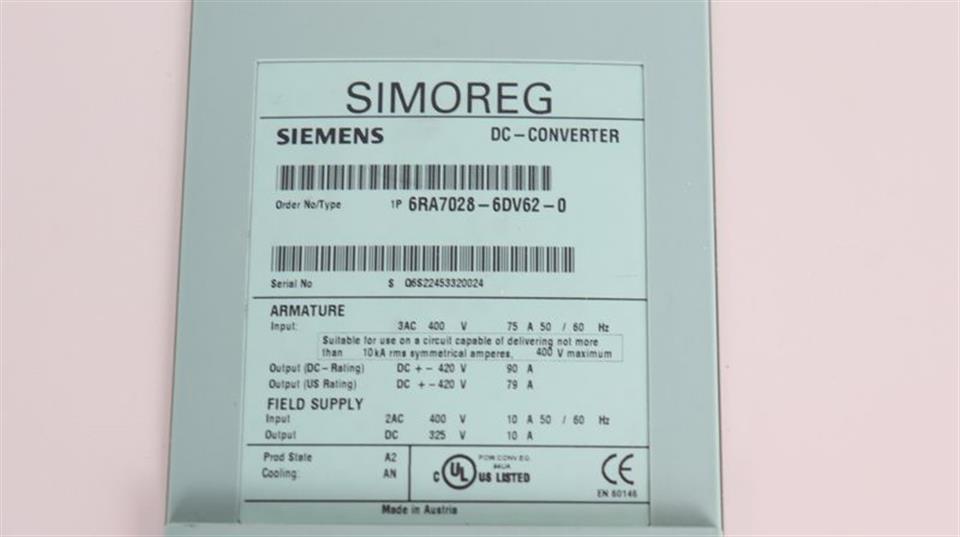 SIMOREG
SIEMENS DC-CONVERTER
Order No/Type 1P 6RA7028-6DV62-0
Serial No S Q6S22453320024
ARMATURE
Input: 3AC 400 V 75 A 50 / 60 Hz
Suitable for use on a circuit capable of delivering not more
than 10kA rms symmetrical amperes, 400 V maximum
Output (DC-Rating) DC +-420 V 90 A
Output (US Rating) DC +-420 V 79 A
FIELD SUPPLY
Input 2AC 400 V 10 A 50 / 60 Hz
Output DC 325 V 10 A
Prod State A2
Cooling: AN
POW.CONV.EQ.
C UL US LISTED
CE
EN 60146
Made in Austria